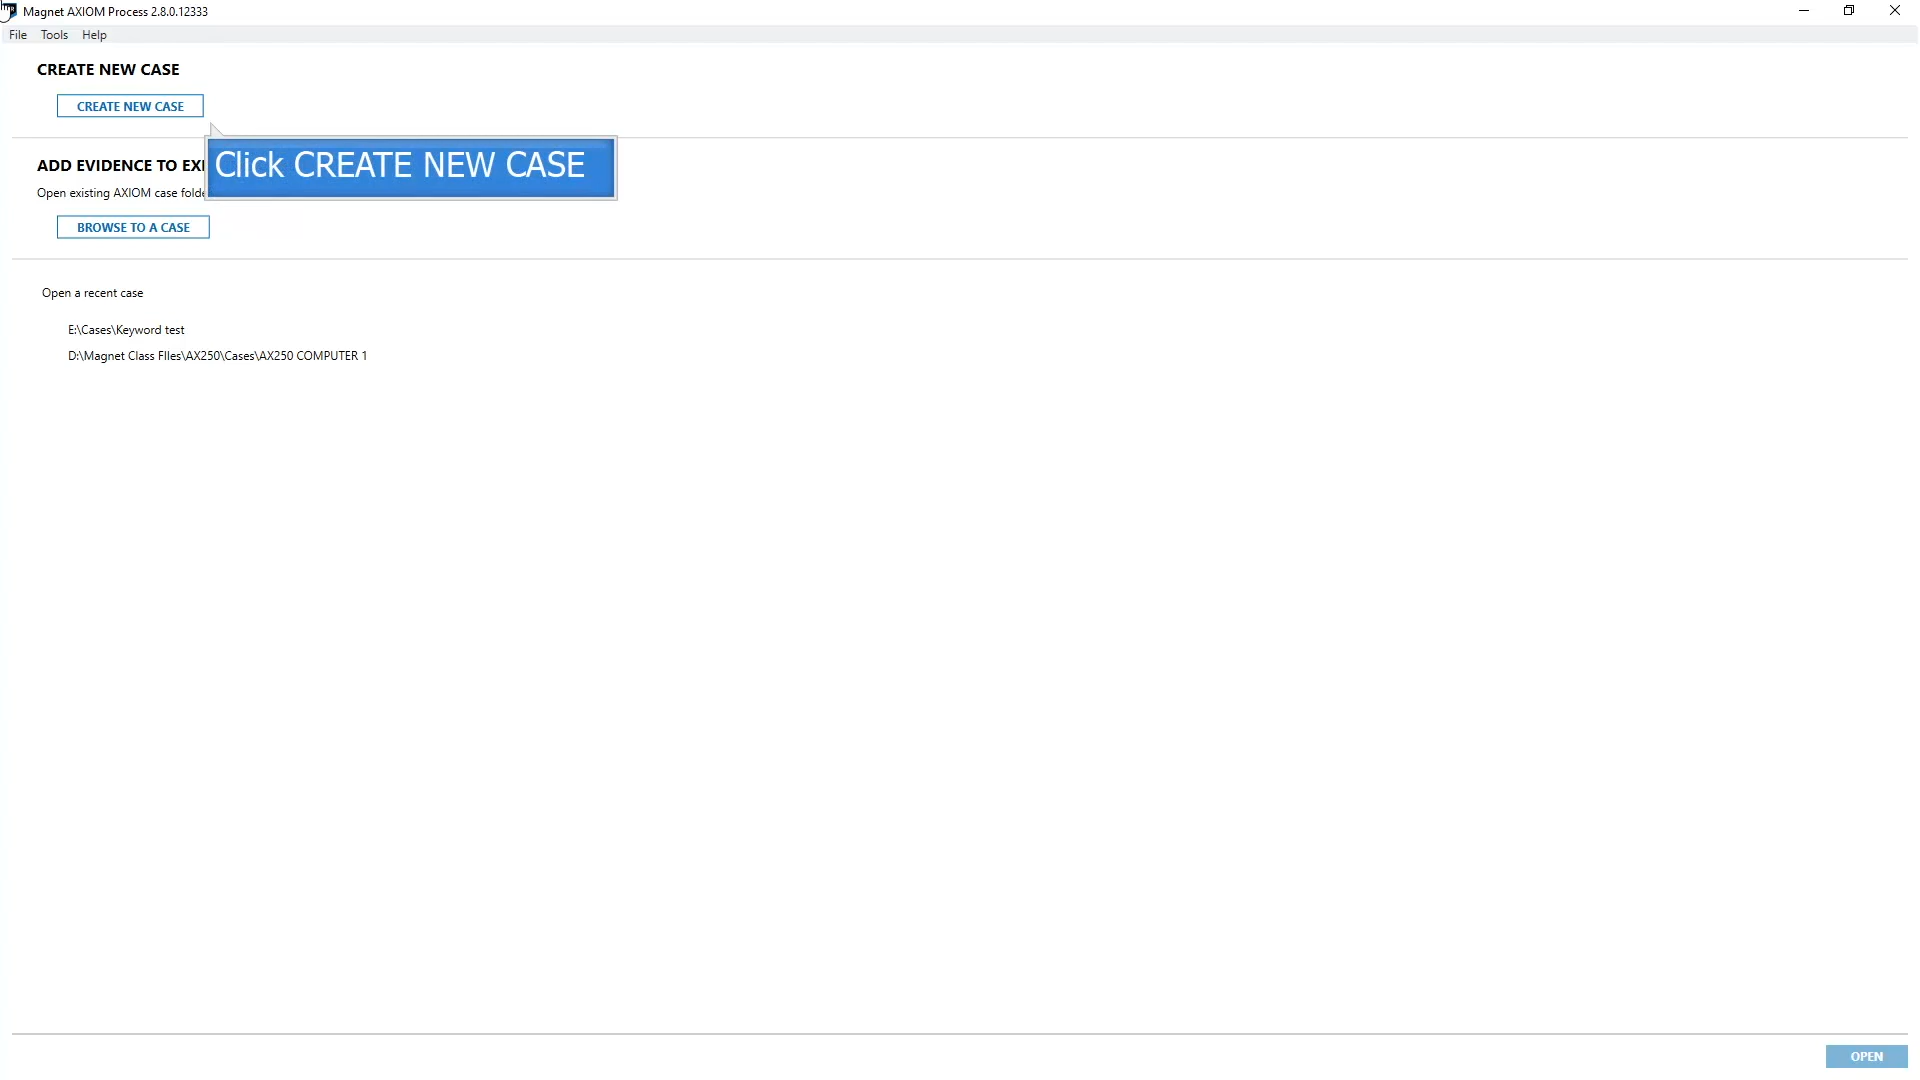 Magnet AXIOM Process 2.8.0.12333
File Tools Help
CREATE NEW CASE
CREATE NEW CASE
Click CREATE NEW CASE
ADD EVIDENCE TO
Open existing AXIOM case
BROWSE TO A CASE
Open a recent case
E:\Cases\Keyword test
D:\Magnet Class FIles\AX250\Cases\AX250 COMPUTER 1
OPEN